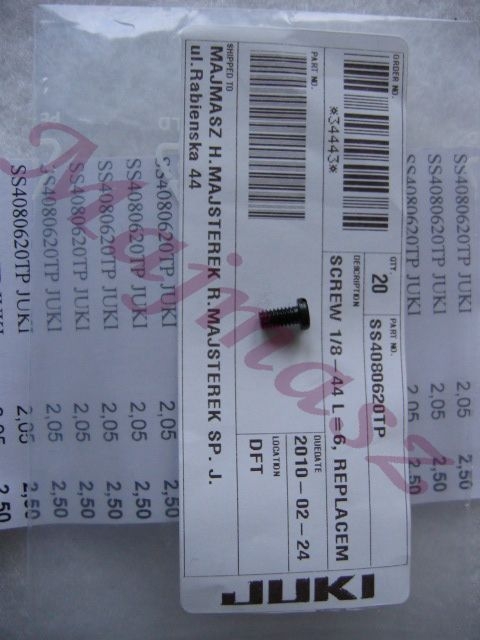 ORDER NO.
*34443*
QTY
20
PART NO.
SS4080620TP
DESCRIPTION
SCREW 1/8-44 L=6, REPLACEM
PART NO.
DUEDATE
2010-02-24
LOCATION
DFT
SHIPPED TO
MAJMASZ H.MAJSTEREK R.MAJSTEREK SP. J.
ul.Rabienska 44
JUKI
SS4080620TP JUKI 2,05 2,50
SS4080620TP JUKI 2,05 2,50
SS4080620TP JUKI 2,05 2,50
SS4080620TP JUKI 2,05 2,50
SS4080620TP JUKI 2,05 2,50
SS4080620TP JUKI 2,05 2,50
SS4080620TP JUKI 2,05 2,50
SS4080620TP JUKI 2,05 2,50
Majmasz